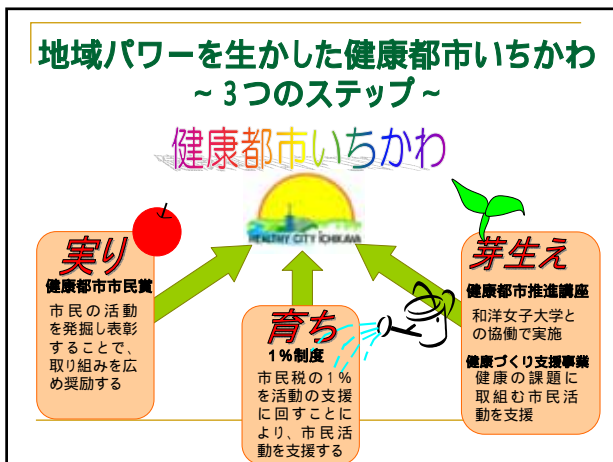 地域パワーを生かした健康都市いちかわ
~3つのステップ~
健康都市いちかわ
HEALTHY CITY ICHIKAWA
実り
健康都市市民賞
市民の活動
を発掘し表彰
することで、
取り組みを広
め奨励する
育ち
1%制度
市民税の1%
を活動の支援
に回すことに
より、市民活
動を支援する
芽生え
健康都市推進講座
和洋女子大学と
の協働で実施
健康づくり支援事業
健康の課題に
取組む市民活
動を支援